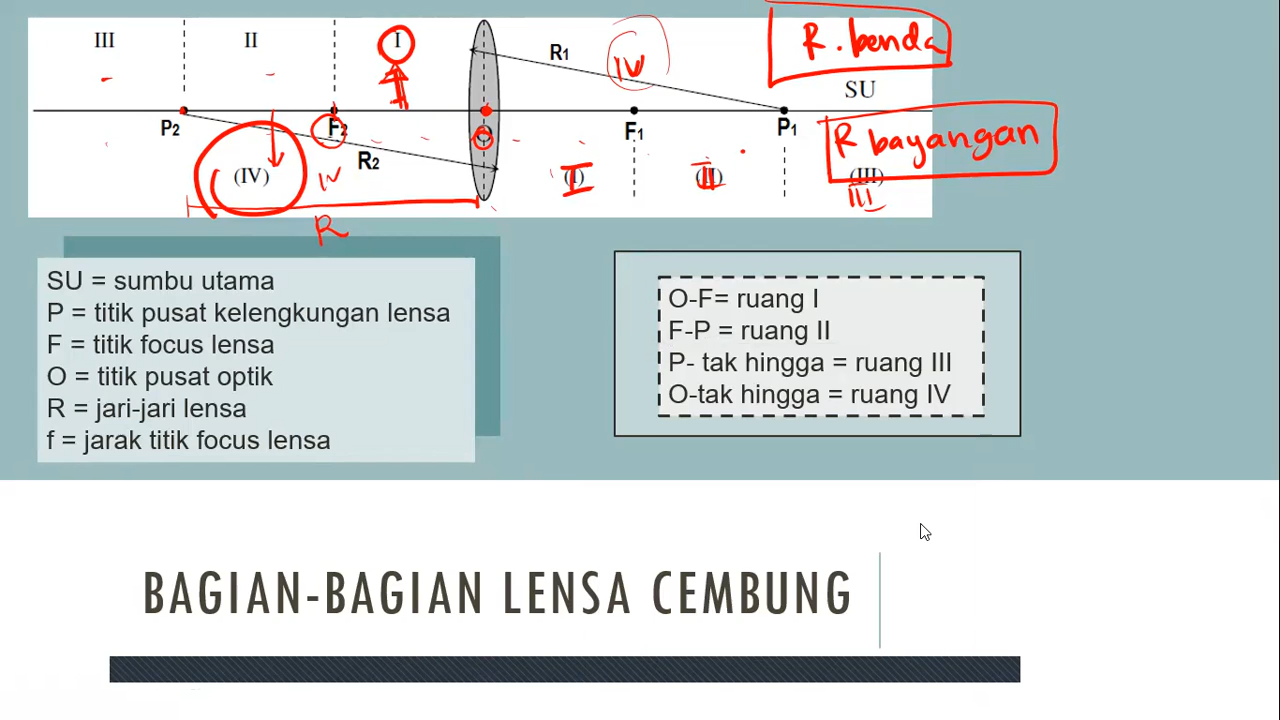 III II I R1 IV R. benda
SU
P2 F2 O F1 P1 R bayangan
R2
(IV) IV (I) I (II) II (III)
III
R
SU = sumbu utama
P = titik pusat kelengkungan lensa
F = titik focus lensa
O = titik pusat optik
R = jari-jari lensa
f = jarak titik focus lensa
O-F= ruang I
F-P = ruang II
P- tak hingga = ruang III
O-tak hingga = ruang IV
BAGIAN-BAGIAN LENSA CEMBUNG